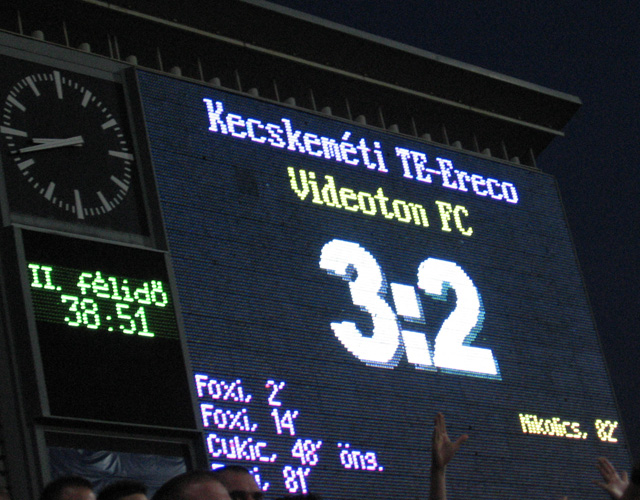 Kecskeméti TE-Ereco
Videoton FC
3:2
II. félidő
38:51
Foxi, 2'
Foxi, 14'
Cukic, 48' öns.
81'
Nikolics, 82'